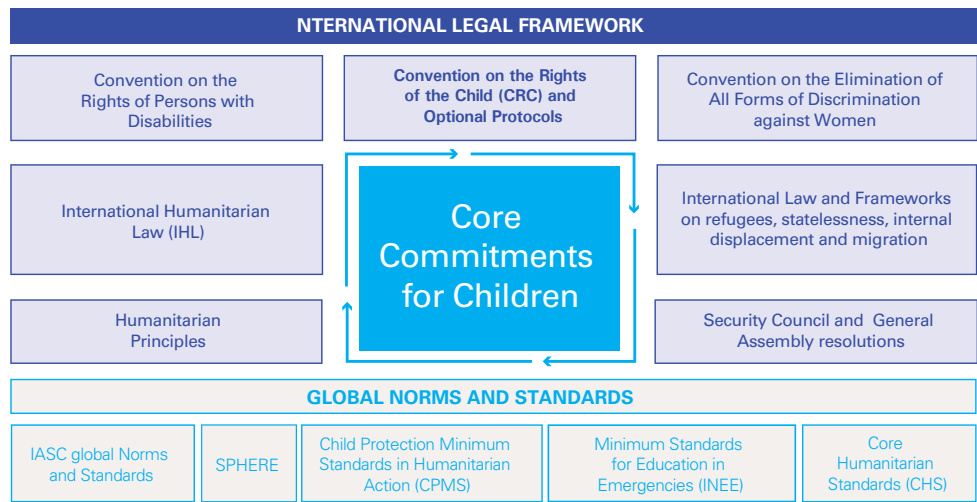 NTERNATIONAL LEGAL FRAMEWORK
Convention on the
Rights of Persons with
Disabilities
Convention on the Rights
of the Child (CRC) and
Optional Protocols
Convention on the Elimination of
All Forms of Discrimination
against Women
International Humanitarian
Law (IHL)
Core
Commitments
for Children
International Law and Frameworks
on refugees, statelessness, internal
displacement and migration
Humanitarian
Principles
Security Council and General
Assembly resolutions
GLOBAL NORMS AND STANDARDS
IASC global Norms
and Standards
SPHERE
Child Protection Minimum
Standards in Humanitarian
Action (CPMS)
Minimum Standards
for Education in
Emergencies (INEE)
Core
Humanitarian
Standards (CHS)